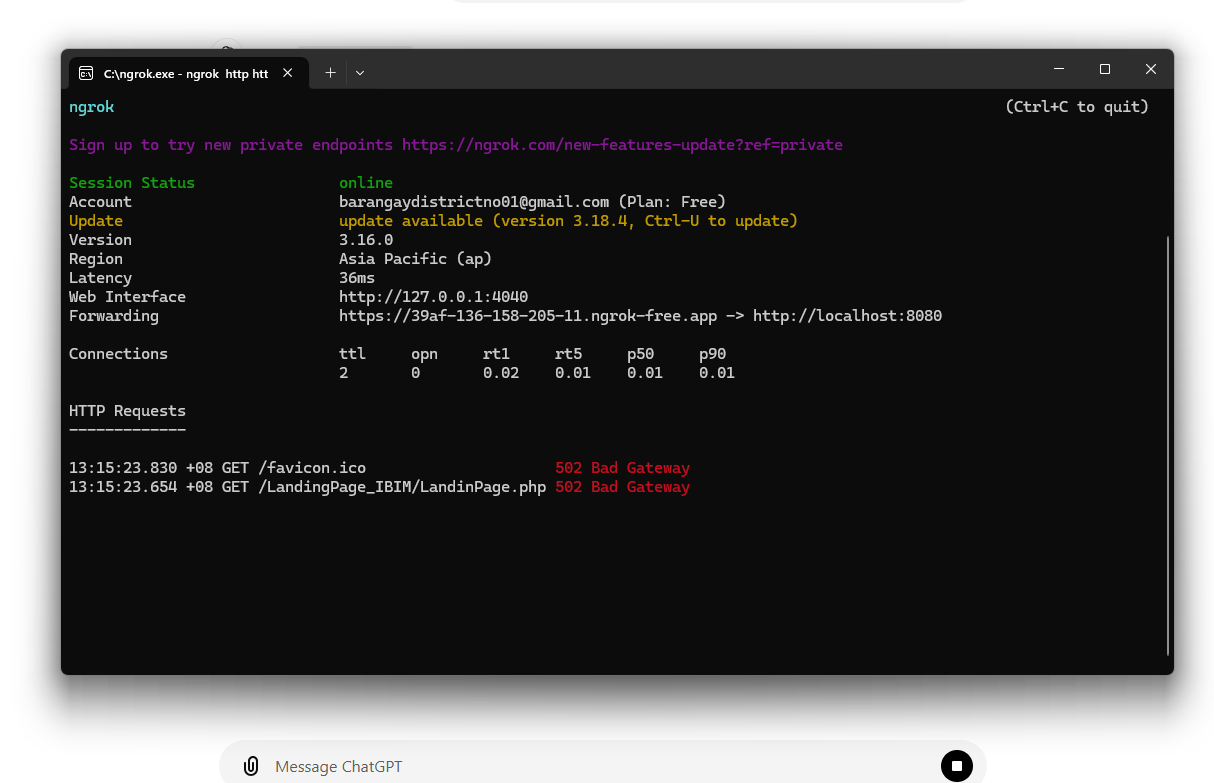 C:\ngrok.exe - ngrok  http htt
ngrok (Ctrl+C to quit)
Sign up to try new private endpoints https://ngrok.com/new-features-update?ref=private
Session Status online
Account barangaydistrictno01@gmail.com (Plan: Free)
Update update available (version 3.18.4, Ctrl-U to update)
Version 3.16.0
Region Asia Pacific (ap)
Latency 36ms
Web Interface http://127.0.0.1:4040
Forwarding https://39af-136-158-205-11.ngrok-free.app -> http://localhost:8080
Connections ttl opn rt1 rt5 p50 p90
2 0 0.02 0.01 0.01 0.01
HTTP Requests
-------------
13:15:23.830 +08 GET /favicon.ico 502 Bad Gateway
13:15:23.654 +08 GET /LandingPage_IBIM/LandinPage.php 502 Bad Gateway
Message ChatGPT